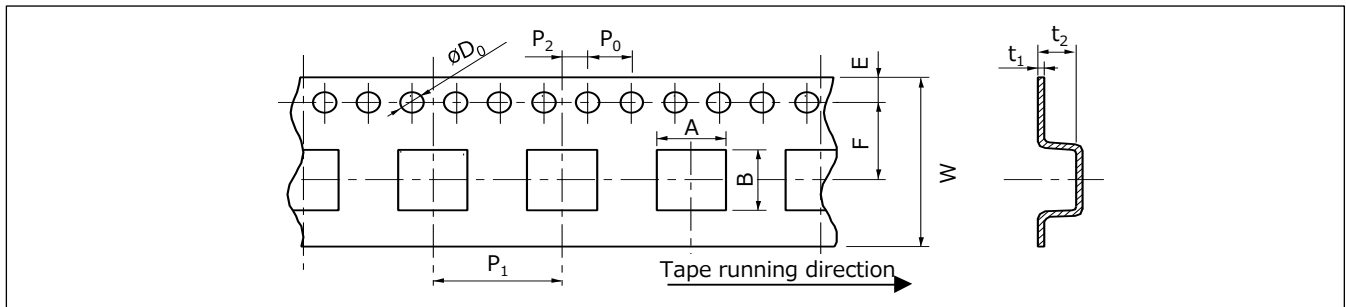 øD₀
P₂
P₀
E
t₁
t₂
A
B
F
W
P₁
Tape running direction